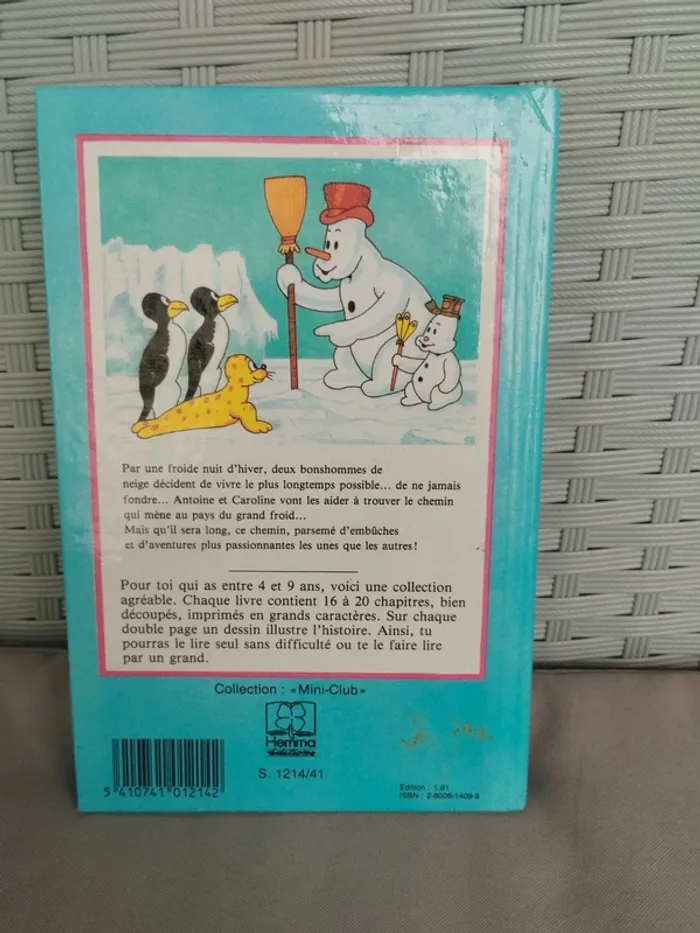 Par une froide nuit d'hiver, deux bonshommes de
neige décident de vivre le plus longtemps possible... de ne jamais
fondre... Antoine et Caroline vont les aider à trouver le chemin
qui mène au pays du grand froid...
Mais qu'il sera long, ce chemin, parsemé d'embûches
et d'aventures plus passionnantes les unes que les autres!
Pour toi qui as entre 4 et 9 ans, voici une collection
agréable. Chaque livre contient 16 à 20 chapitres, bien
découpés, imprimés en grands caractères. Sur chaque
double page un dessin illustre l'histoire. Ainsi, tu
pourras le lire seul sans difficulté ou te le faire lire
par un grand.
Collection : «Mini-Club»
Hemma
éditions
S. 1214/41
5 410741 012142
Edition : 1.91
ISBN : 2-8006-1409-9